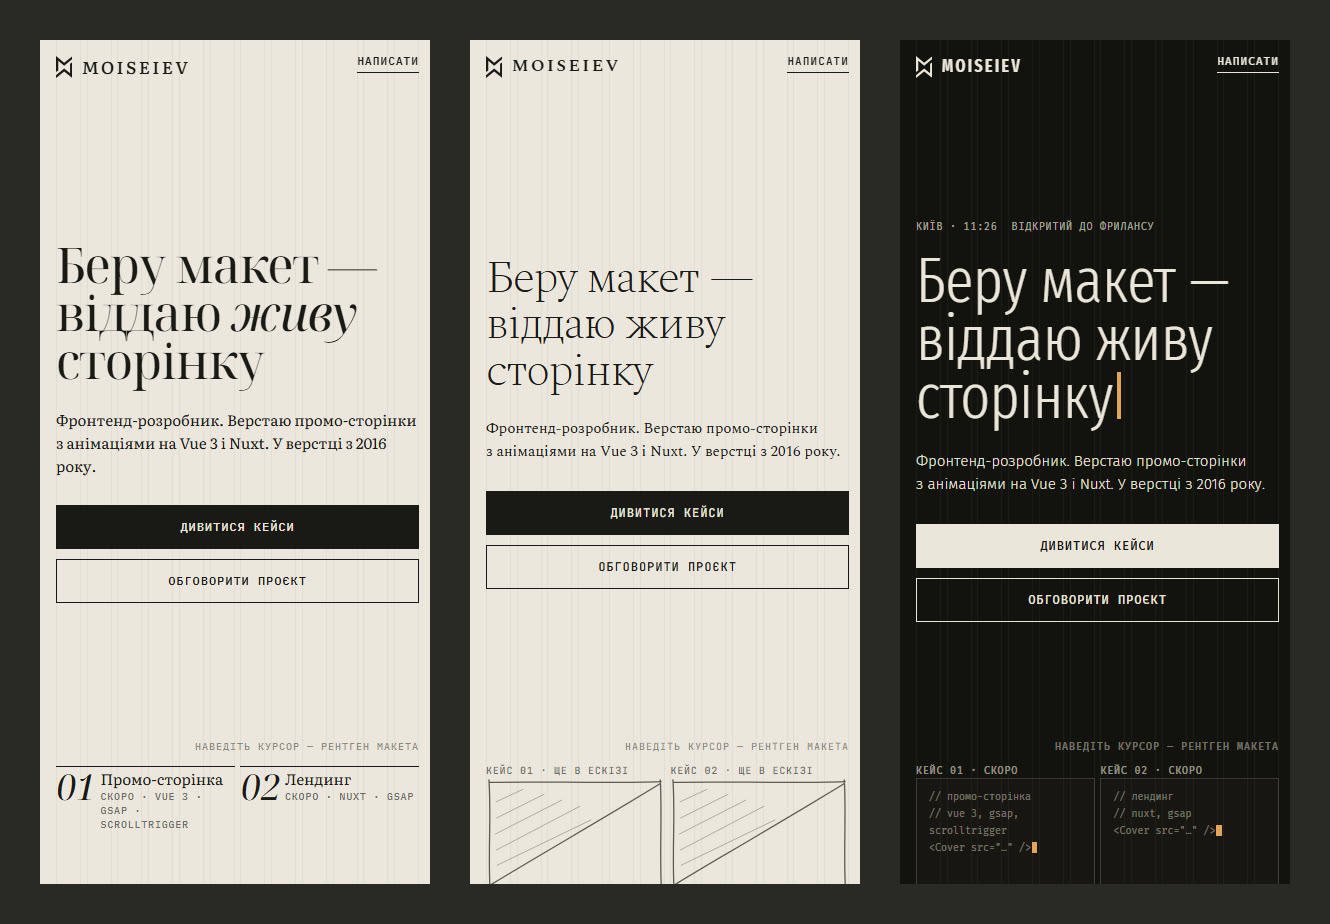 MOISEIEV
НАПИСАТИ
Беру макет —
віддаю живу
сторінку
Фронтенд-розробник. Верстаю промо-сторінки
з анімаціями на Vue 3 і Nuxt. У верстці з 2016
року.
ДИВИТИСЯ КЕЙСИ
ОБГОВОРИТИ ПРОЄКТ
НАВЕДІТЬ КУРСОР — РЕНТГЕН МАКЕТА
01 Промо-сторінка
СКОРО · VUE 3 ·
GSAP ·
SCROLLTRIGGER
02 Лендинг
СКОРО · NUXT · GSAP
MOISEIEV
НАПИСАТИ
Беру макет —
віддаю живу
сторінку
Фронтенд-розробник. Верстаю промо-сторінки
з анімаціями на Vue 3 і Nuxt. У верстці з 2016 року.
ДИВИТИСЯ КЕЙСИ
ОБГОВОРИТИ ПРОЄКТ
НАВЕДІТЬ КУРСОР — РЕНТГЕН МАКЕТА
КЕЙС 01 · ЩЕ В ЕСКІЗІ
КЕЙС 02 · ЩЕ В ЕСКІЗІ
MOISEIEV
НАПИСАТИ
КИЇВ · 11:26 ВІДКРИТИЙ ДО ФРИЛАНСУ
Беру макет —
віддаю живу
сторінку
Фронтенд-розробник. Верстаю промо-сторінки
з анімаціями на Vue 3 і Nuxt. У верстці з 2016 року.
ДИВИТИСЯ КЕЙСИ
ОБГОВОРИТИ ПРОЄКТ
НАВЕДІТЬ КУРСОР — РЕНТГЕН МАКЕТА
КЕЙС 01 · СКОРО
// промо-сторінка
// vue 3, gsap,
scrolltrigger
<Cover src="…" />
КЕЙС 02 · СКОРО
// лендинг
// nuxt, gsap
<Cover src="…" />